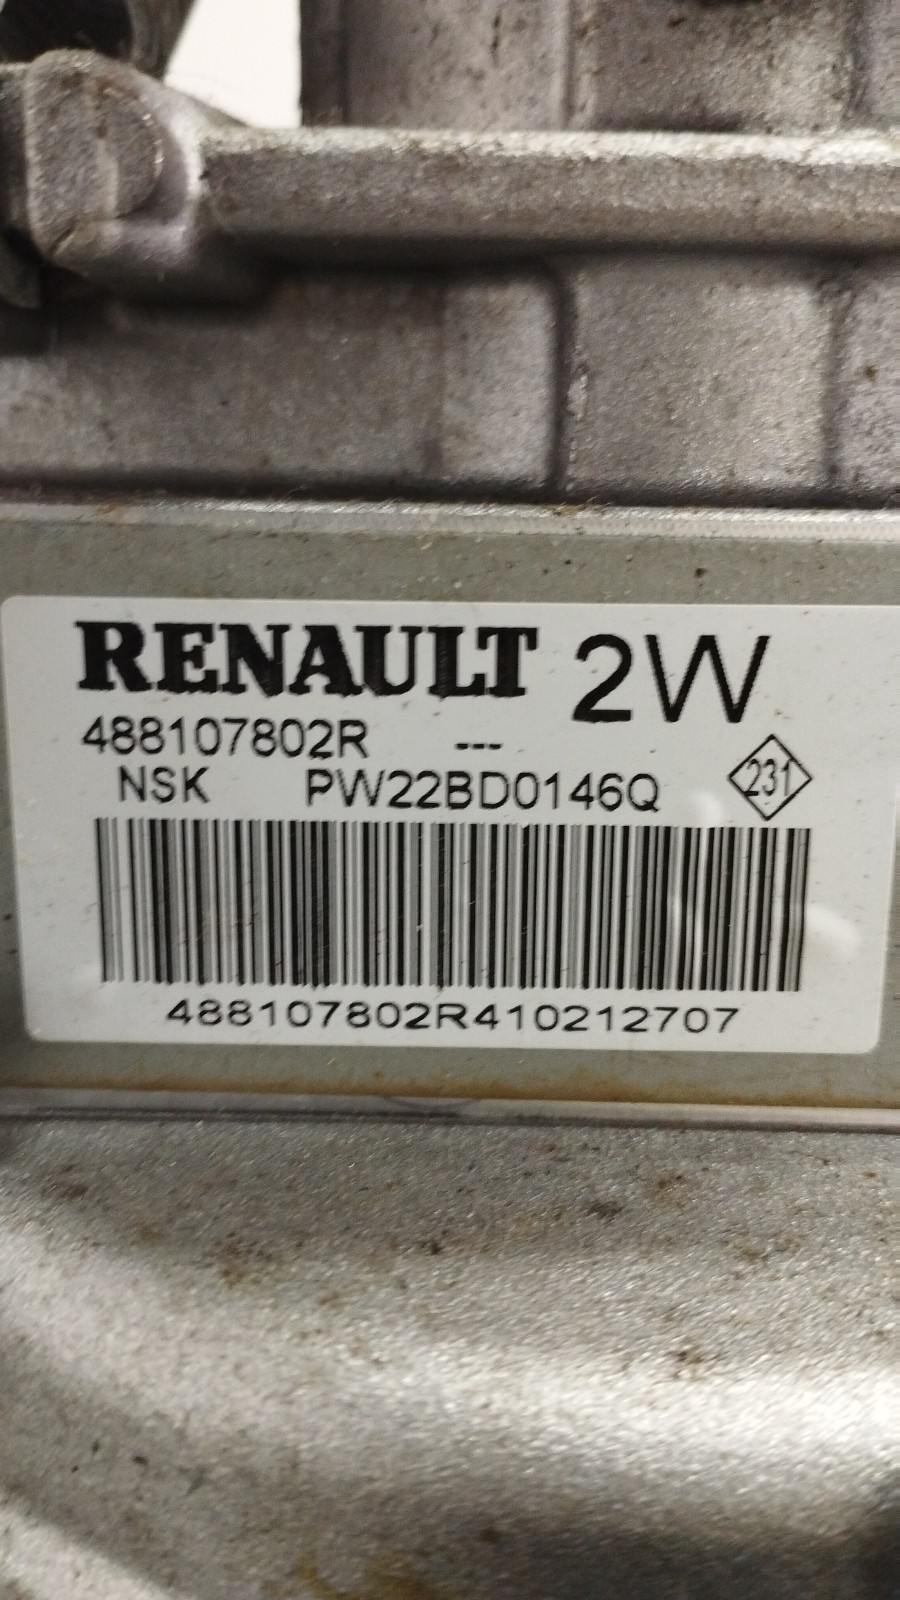 RENAULT 2W
488107802R ---
NSK PW22BD0146Q 231
488107802R410212707